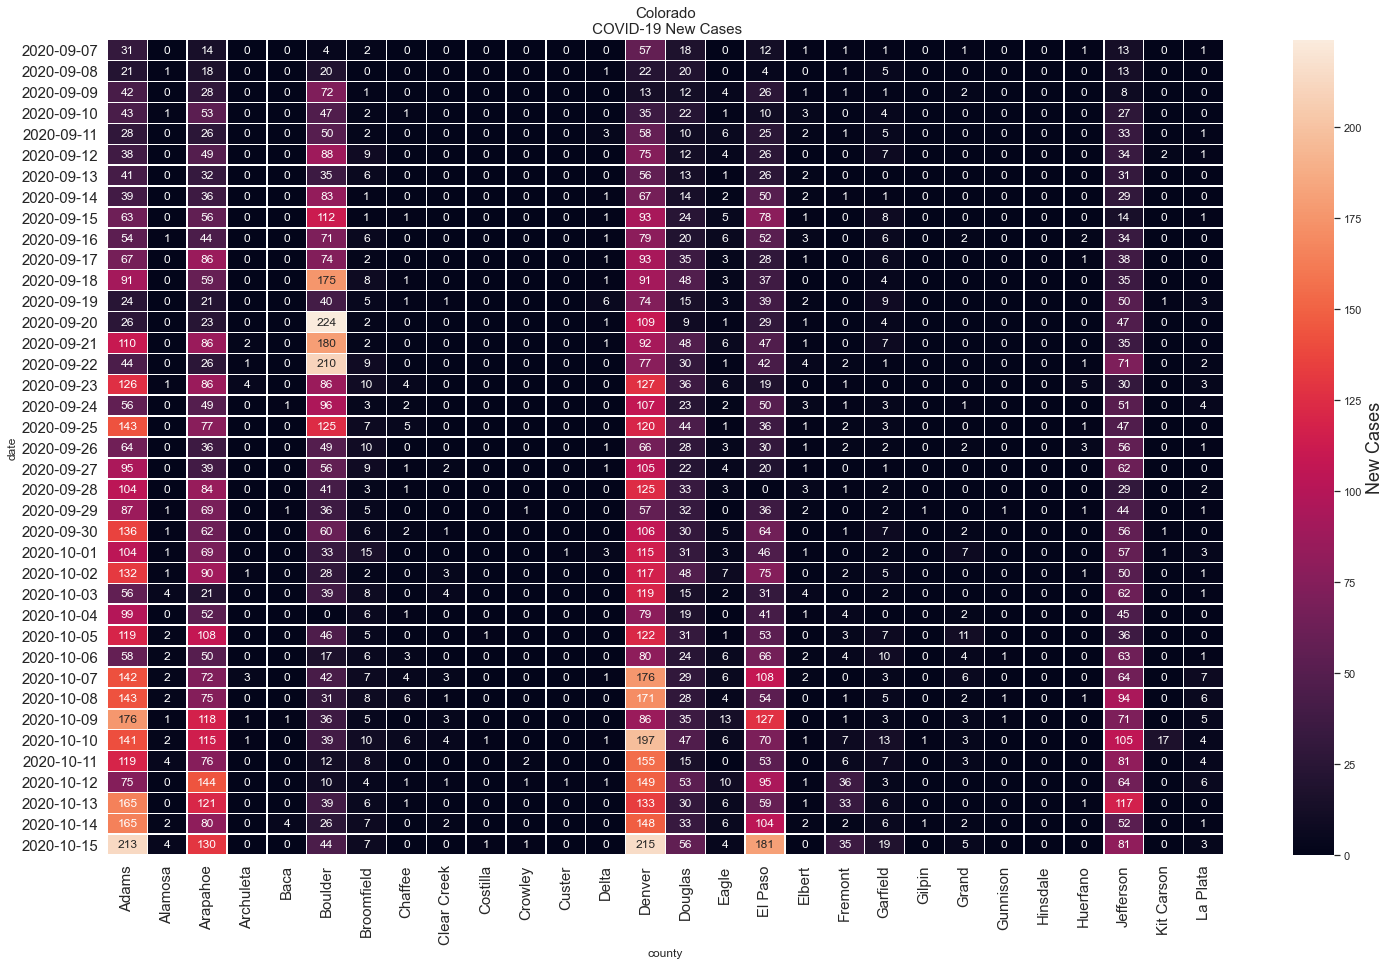 Colorado
COVID-19 New Cases
2020-09-07 31 0 14 0 0 4 2 0 0 0 0 0 0 57 18 0 12 1 1 1 0 1 0 0 1 13 0 1
2020-09-08 21 1 18 0 0 20 0 0 0 0 0 0 1 22 20 0 4 0 1 5 0 0 0 0 0 13 0 0
2020-09-09 42 0 28 0 0 72 1 0 0 0 0 0 0 13 12 4 26 1 1 1 0 2 0 0 0 8 0 0
2020-09-10 43 1 53 0 0 47 2 1 0 0 0 0 0 35 22 1 10 3 0 4 0 0 0 0 0 27 0 0
2020-09-11 28 0 26 0 0 50 2 0 0 0 0 0 3 58 10 6 25 2 1 5 0 0 0 0 0 33 0 1
2020-09-12 38 0 49 0 0 88 9 0 0 0 0 0 0 75 12 4 26 0 0 7 0 0 0 0 0 34 2 1
2020-09-13 41 0 32 0 0 35 6 0 0 0 0 0 0 56 13 1 26 2 0 0 0 0 0 0 0 31 0 0
2020-09-14 39 0 36 0 0 83 1 0 0 0 0 0 1 67 14 2 50 2 1 1 0 0 0 0 0 29 0 0
2020-09-15 63 0 56 0 0 112 1 1 0 0 0 0 1 93 24 5 78 1 0 8 0 0 0 0 0 14 0 1
2020-09-16 54 1 44 0 0 71 6 0 0 0 0 0 1 79 20 6 52 3 0 6 0 2 0 0 2 34 0 0
2020-09-17 67 0 86 0 0 74 2 0 0 0 0 0 1 93 35 3 28 1 0 6 0 0 0 0 1 38 0 0
2020-09-18 91 0 59 0 0 175 8 1 0 0 0 0 1 91 48 3 37 0 0 4 0 0 0 0 0 35 0 0
2020-09-19 24 0 21 0 0 40 5 1 1 0 0 0 6 74 15 3 39 2 0 9 0 0 0 0 0 50 1 3
2020-09-20 26 0 23 0 0 224 2 0 0 0 0 0 1 109 9 1 29 1 0 4 0 0 0 0 0 47 0 0
2020-09-21 110 0 86 2 0 180 2 0 0 0 0 0 1 92 48 6 47 1 0 7 0 0 0 0 0 35 0 0
2020-09-22 44 0 26 1 0 210 9 0 0 0 0 0 0 77 30 1 42 4 2 1 0 0 0 0 1 71 0 2
2020-09-23 126 1 86 4 0 86 10 4 0 0 0 0 0 127 36 6 19 0 1 0 0 0 0 0 5 30 0 3
2020-09-24 56 0 49 0 1 96 3 2 0 0 0 0 0 107 23 2 50 3 1 3 0 1 0 0 0 51 0 4
2020-09-25 143 0 77 0 0 125 7 5 0 0 0 0 0 120 44 1 36 1 2 3 0 0 0 0 1 47 0 0
2020-09-26 64 0 36 0 0 49 10 0 0 0 0 0 1 66 28 3 30 1 2 2 0 2 0 0 3 56 0 1
2020-09-27 95 0 39 0 0 56 9 1 2 0 0 0 1 105 22 4 20 1 0 1 0 0 0 0 0 62 0 0
2020-09-28 104 0 84 0 0 41 3 1 0 0 0 0 0 125 33 3 0 3 1 2 0 0 0 0 0 29 0 2
2020-09-29 87 1 69 0 1 36 5 0 0 0 1 0 0 57 32 0 36 2 0 2 1 0 1 0 1 44 0 1
2020-09-30 136 1 62 0 0 60 6 2 1 0 0 0 0 106 30 5 64 0 1 7 0 2 0 0 0 56 1 0
2020-10-01 104 1 69 0 0 33 15 0 0 0 0 1 3 115 31 3 46 1 0 2 0 7 0 0 0 57 1 3
2020-10-02 132 1 90 1 0 28 2 0 3 0 0 0 0 117 48 7 75 0 2 5 0 0 0 0 1 50 0 1
2020-10-03 56 4 21 0 0 39 8 0 4 0 0 0 0 119 15 2 31 4 0 2 0 0 0 0 0 62 0 1
2020-10-04 99 0 52 0 0 0 6 1 0 0 0 0 0 79 19 0 41 1 4 0 0 2 0 0 0 45 0 0
2020-10-05 119 2 108 0 0 46 5 0 0 1 0 0 0 122 31 1 53 0 3 7 0 11 0 0 0 36 0 0
2020-10-06 58 2 50 0 0 17 6 3 0 0 0 0 0 80 24 6 66 2 4 10 0 4 1 0 0 63 0 1
2020-10-07 142 2 72 3 0 42 7 4 3 0 0 0 1 176 29 6 108 2 0 3 0 6 0 0 0 64 0 7
2020-10-08 143 2 75 0 0 31 8 6 1 0 0 0 0 171 28 4 54 0 1 5 0 2 1 0 1 94 0 6
2020-10-09 176 1 118 1 1 36 5 0 3 0 0 0 0 86 35 13 127 0 1 3 0 3 1 0 0 71 0 5
2020-10-10 141 2 115 1 0 39 10 6 4 1 0 0 1 197 47 6 70 1 7 13 1 3 0 0 0 105 17 4
2020-10-11 119 4 76 0 0 12 8 0 0 0 2 0 0 155 15 0 53 0 6 7 0 3 0 0 0 81 0 4
2020-10-12 75 0 144 0 0 10 4 1 1 0 1 1 1 149 53 10 95 1 36 3 0 0 0 0 0 64 0 6
2020-10-13 165 0 121 0 0 39 6 1 0 0 0 0 0 133 30 6 59 1 33 6 0 0 0 0 1 117 0 0
2020-10-14 165 2 80 0 4 26 7 0 2 0 0 0 0 148 33 6 104 2 2 6 1 2 0 0 0 52 0 1
2020-10-15 213 4 130 0 0 44 7 0 0 1 1 0 0 215 56 4 181 0 35 19 0 5 0 0 0 81 0 3
Adams Alamosa Arapahoe Archuleta Baca Boulder Broomfield Chaffee Clear Creek Costilla Crowley Custer Delta Denver Douglas Eagle El Paso Elbert Fremont Garfield Gilpin Grand Gunnison Hinsdale Huerfano Jefferson Kit Carson La Plata
county
date
200
175
150
125
100
75
50
25
0
New Cases